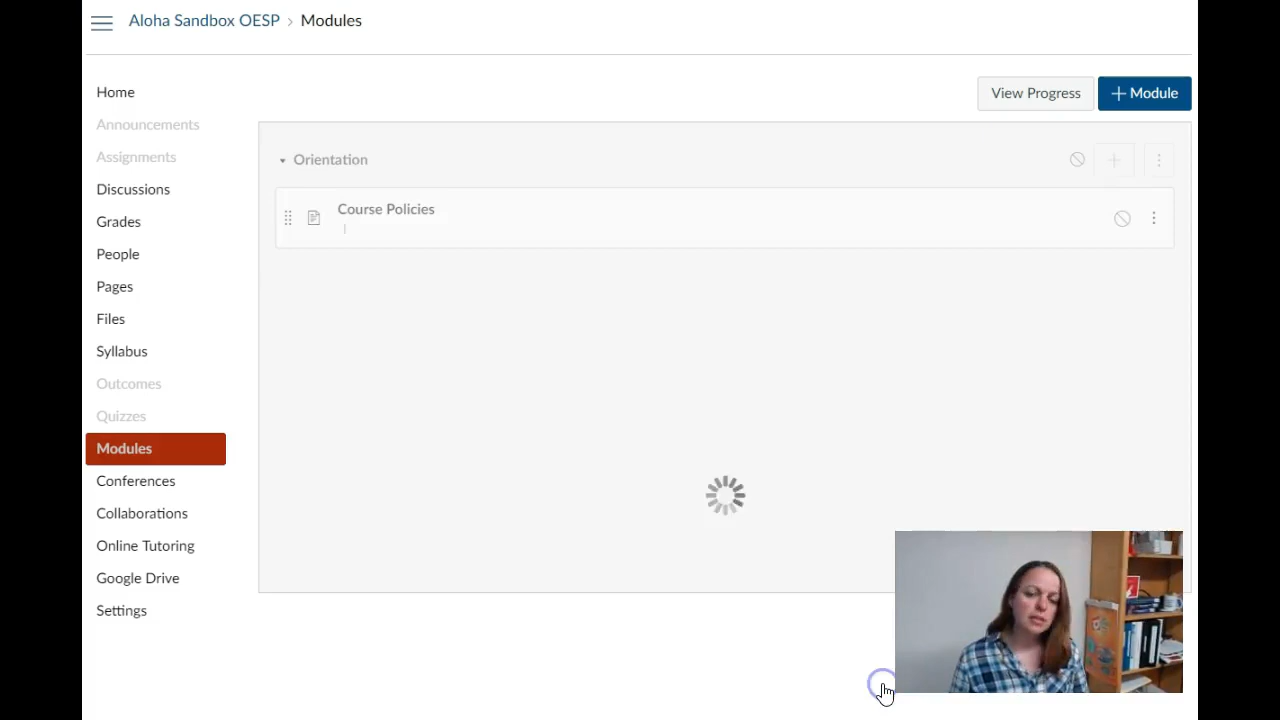 Aloha Sandbox OESP › Modules
View Progress
+ Module
Home
Announcements
Assignments
Discussions
Grades
People
Pages
Files
Syllabus
Outcomes
Quizzes
Modules
Conferences
Collaborations
Online Tutoring
Google Drive
Settings
Orientation
Course Policies
|